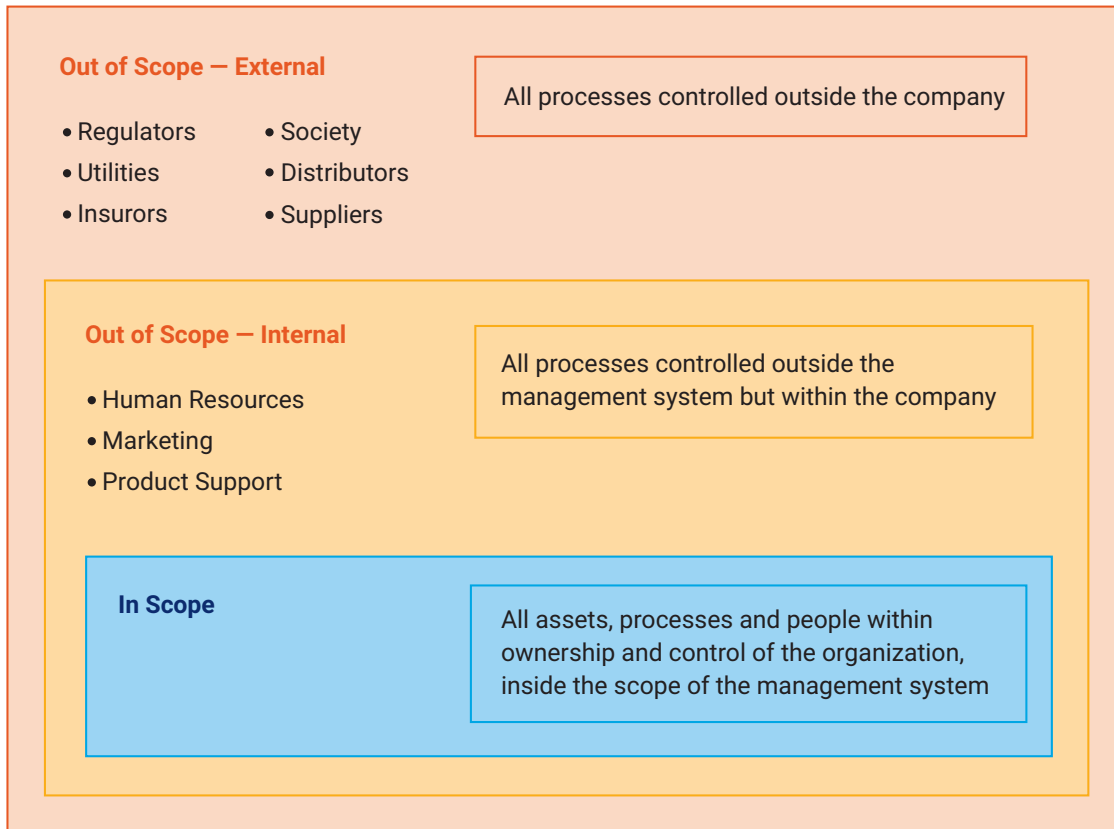 Out of Scope — External
All processes controlled outside the company
• Regulators
• Utilities
• Insurors
• Society
• Distributors
• Suppliers
Out of Scope — Internal
All processes controlled outside the
management system but within the company
• Human Resources
• Marketing
• Product Support
In Scope
All assets, processes and people within
ownership and control of the organization,
inside the scope of the management system